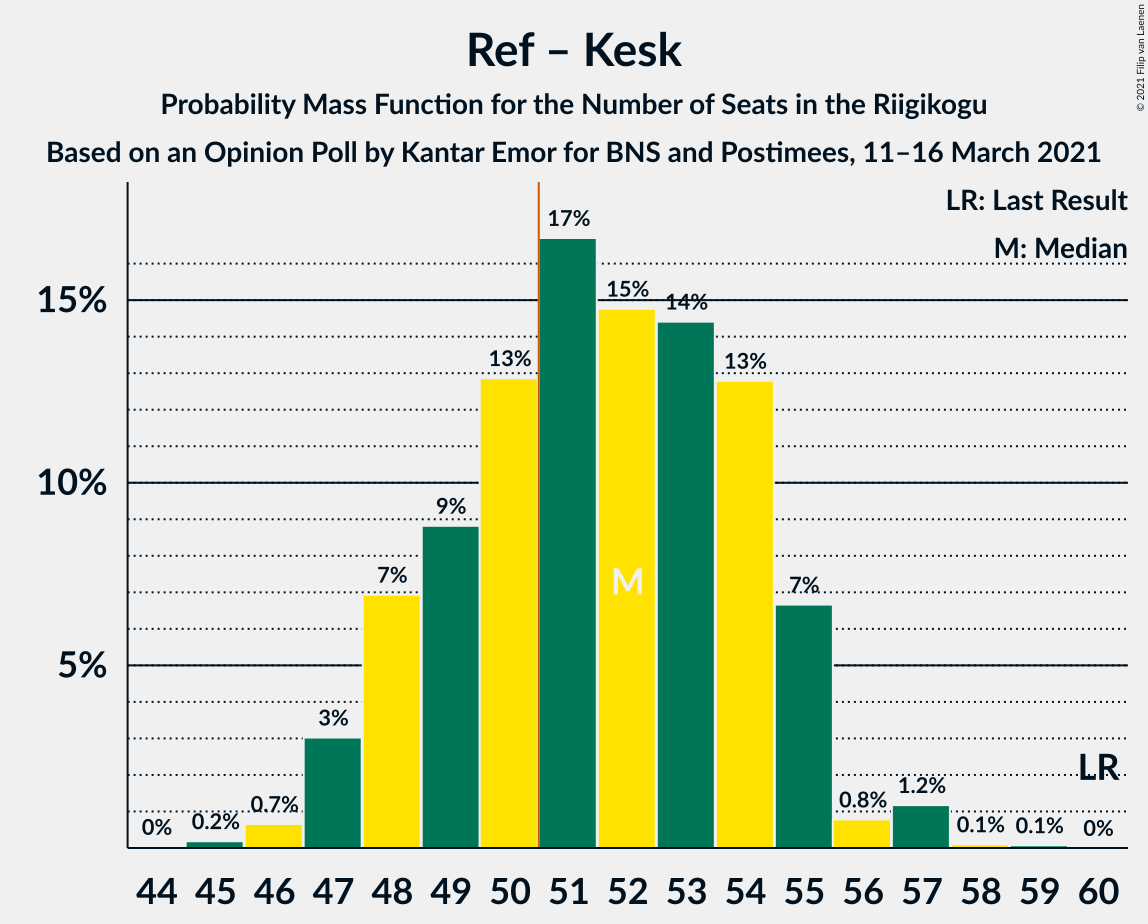 Ref – Kesk
Probability Mass Function for the Number of Seats in the Riigikogu
Based on an Opinion Poll by Kantar Emor for BNS and Postimees, 11–16 March 2021
© 2021 Filip van Laenen
LR: Last Result
M: Median
15%
10%
5%
0% 0.2% 0.7% 3% 7% 9% 13% 17% 15% 14% 13% 7% 0.8% 1.2% 0.1% 0.1% 0%
M
LR
44 45 46 47 48 49 50 51 52 53 54 55 56 57 58 59 60